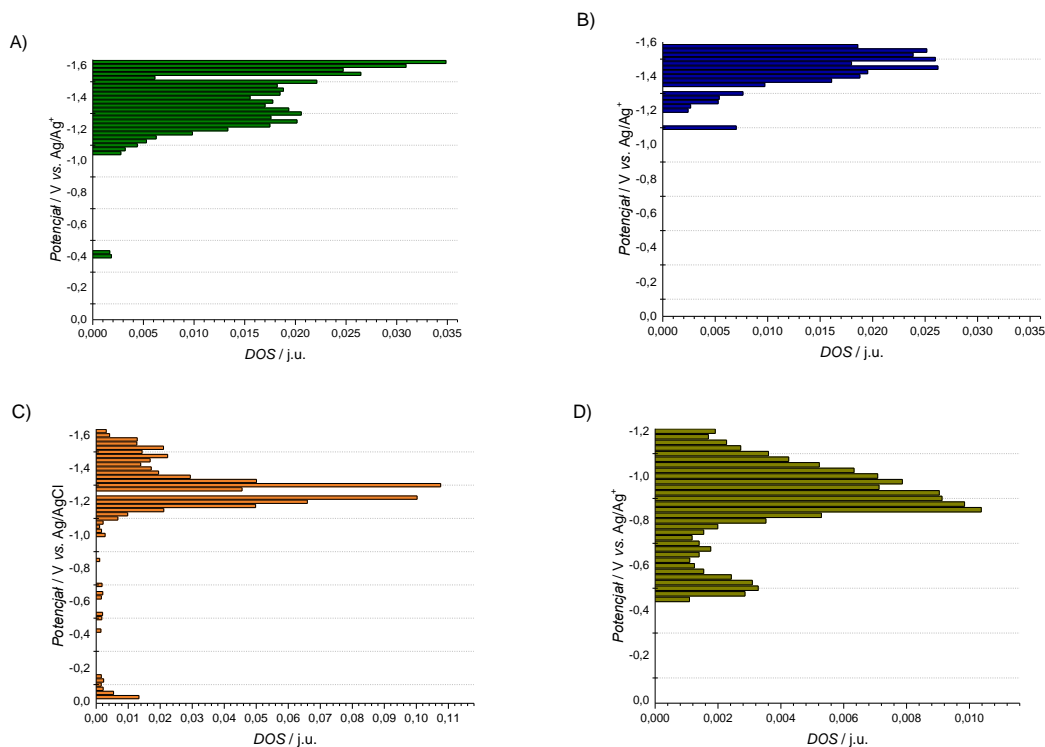 A)
-1,6
-1,4
-1,2
-1,0
-0,8
-0,6
-0,4
-0,2
0,0
Potencjał / V vs. Ag/Ag⁺
0,000 0,005 0,010 0,015 0,020 0,025 0,030 0,035
DOS / j.u.
B)
-1,6
-1,4
-1,2
-1,0
-0,8
-0,6
-0,4
-0,2
0,0
Potencjał / V vs. Ag/Ag⁺
0,000 0,005 0,010 0,015 0,020 0,025 0,030 0,035
DOS / j.u.
C)
-1,6
-1,4
-1,2
-1,0
-0,8
-0,6
-0,4
-0,2
0,0
Potencjał / V vs. Ag/AgCl
0,00 0,01 0,02 0,03 0,04 0,05 0,06 0,07 0,08 0,09 0,10 0,11
DOS / j.u.
D)
-1,2
-1,0
-0,8
-0,6
-0,4
-0,2
0,0
Potencjał / V vs. Ag/Ag⁺
0,000 0,002 0,004 0,006 0,008 0,010
DOS / j.u.